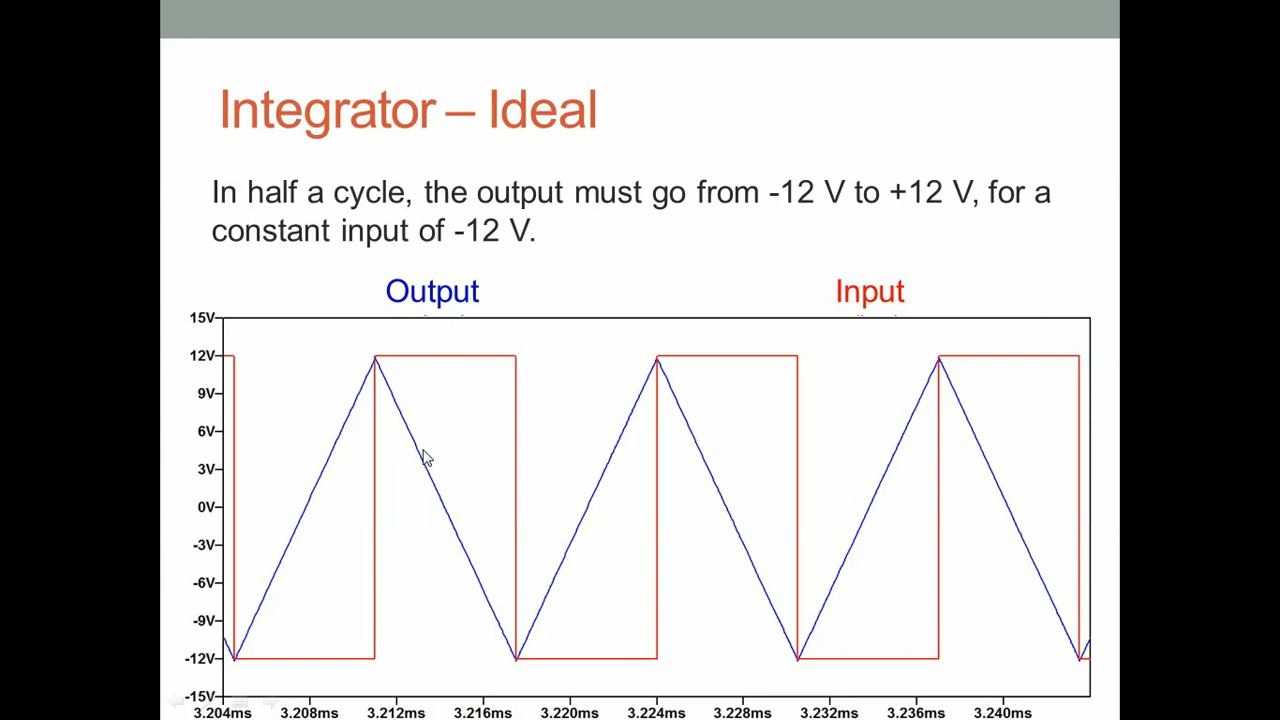 Integrator – Ideal
In half a cycle, the output must go from -12 V to +12 V, for a
constant input of -12 V.
Output
Input
15V
12V
9V
6V
3V
0V
-3V
-6V
-9V
-12V
-15V
3.204ms 3.208ms 3.212ms 3.216ms 3.220ms 3.224ms 3.228ms 3.232ms 3.236ms 3.240ms